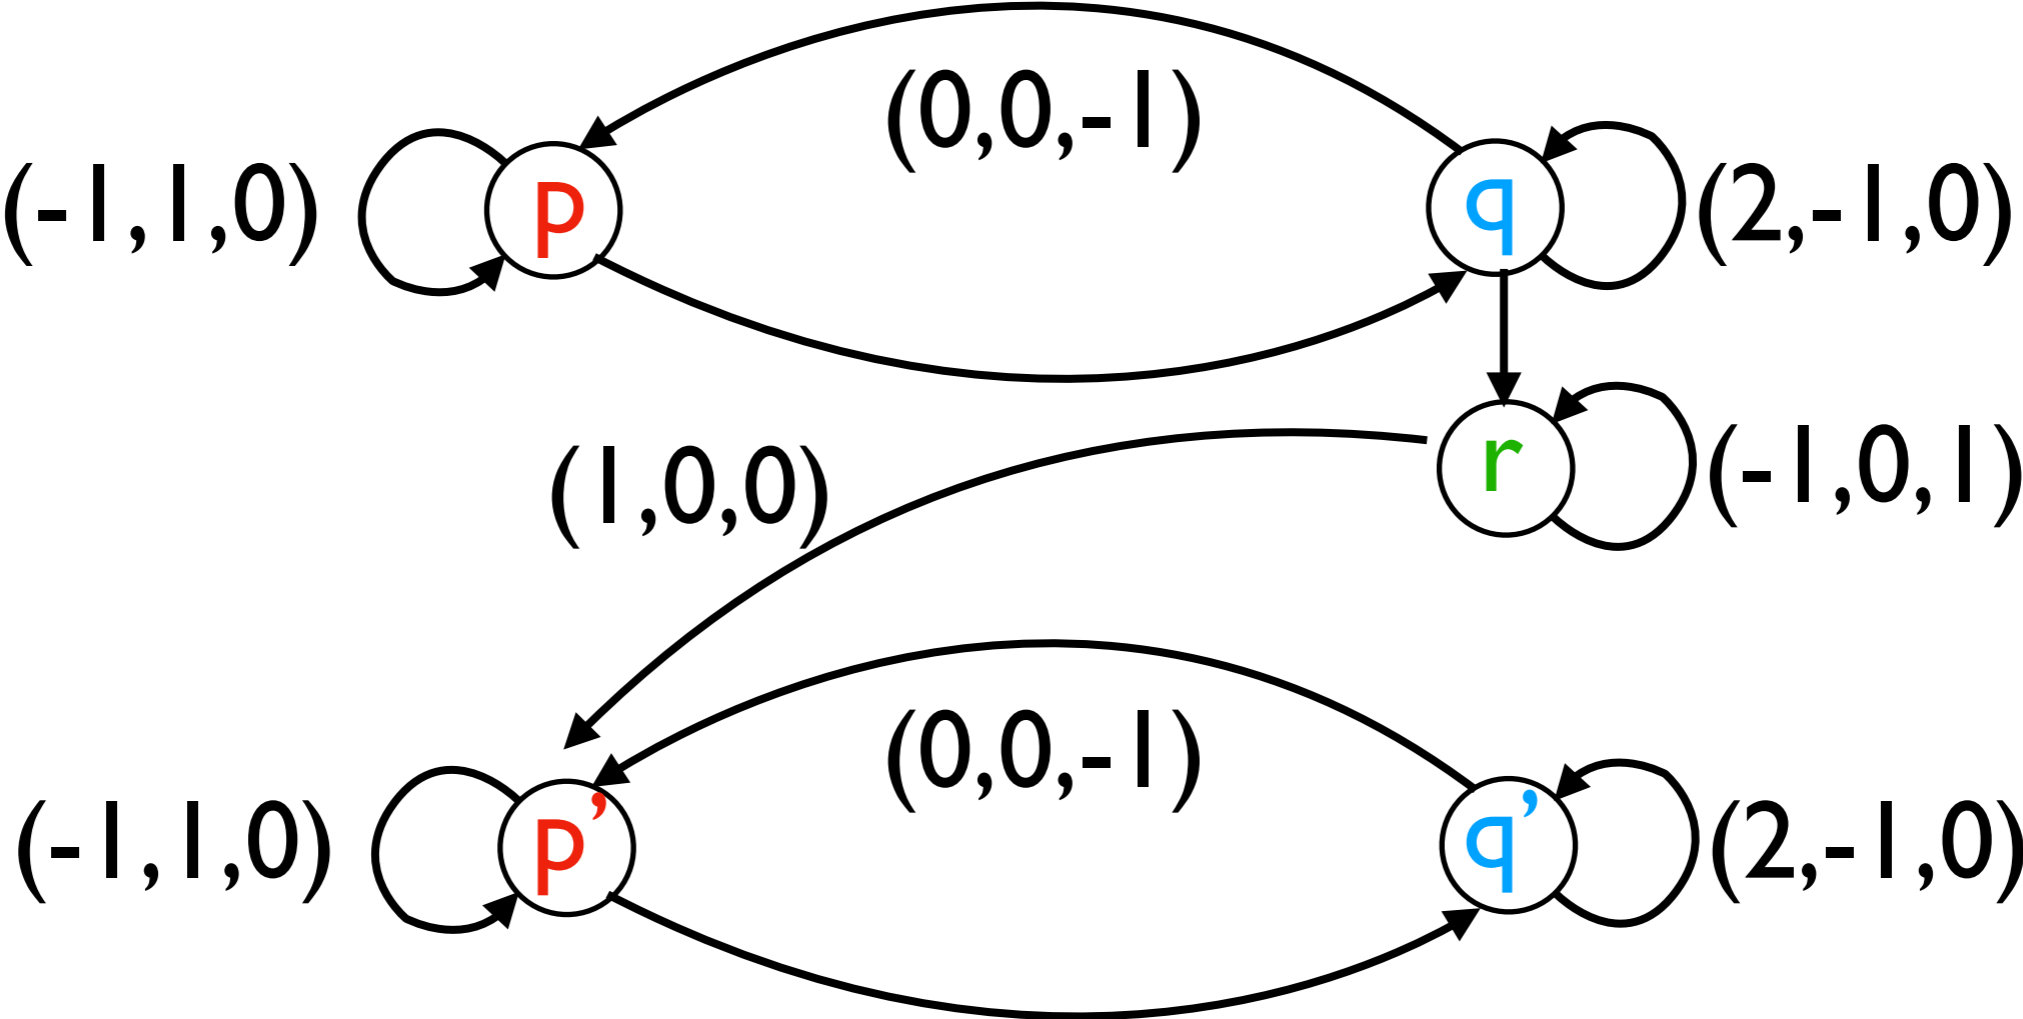 (0,0,-1)
(-1,1,0)
p
q
(2,-1,0)
(1,0,0)
r
(-1,0,1)
(0,0,-1)
(-1,1,0)
p’
q’
(2,-1,0)